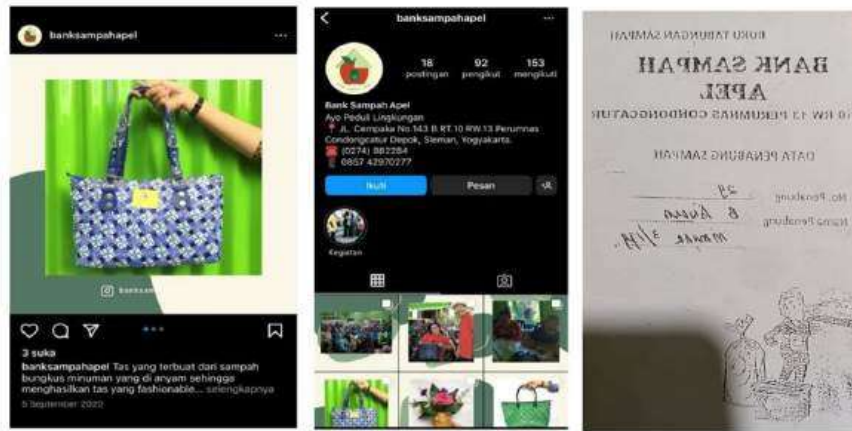 banksampahapel
3 suka
banksampahapel Tas yang terbuat dari sampah
bungkus minuman yang di anyam sehingga
menghasilkan tas yang fashionable... selengkapnya
5 September 2020
banksampahapel
18 postingan
92 pengikut
153 mengikuti
Bank Sampah Apel
Ayo Peduli Lingkungan
JL. Cempaka No.143 B RT.10 RW.13 Perumnas
Condongcatur Depok, Sleman, Yogyakarta.
(0274) 882284
0857 42970277
Ikuti
Pesan
Kegiatan
BUKU TABUNGAN SAMPAH
BANK SAMPAH
APEL
RW 13 PERUMNAS CONDONGCATUR
DATA PENABUNG SAMPAH
No. Penabung 29
Nama Penabung